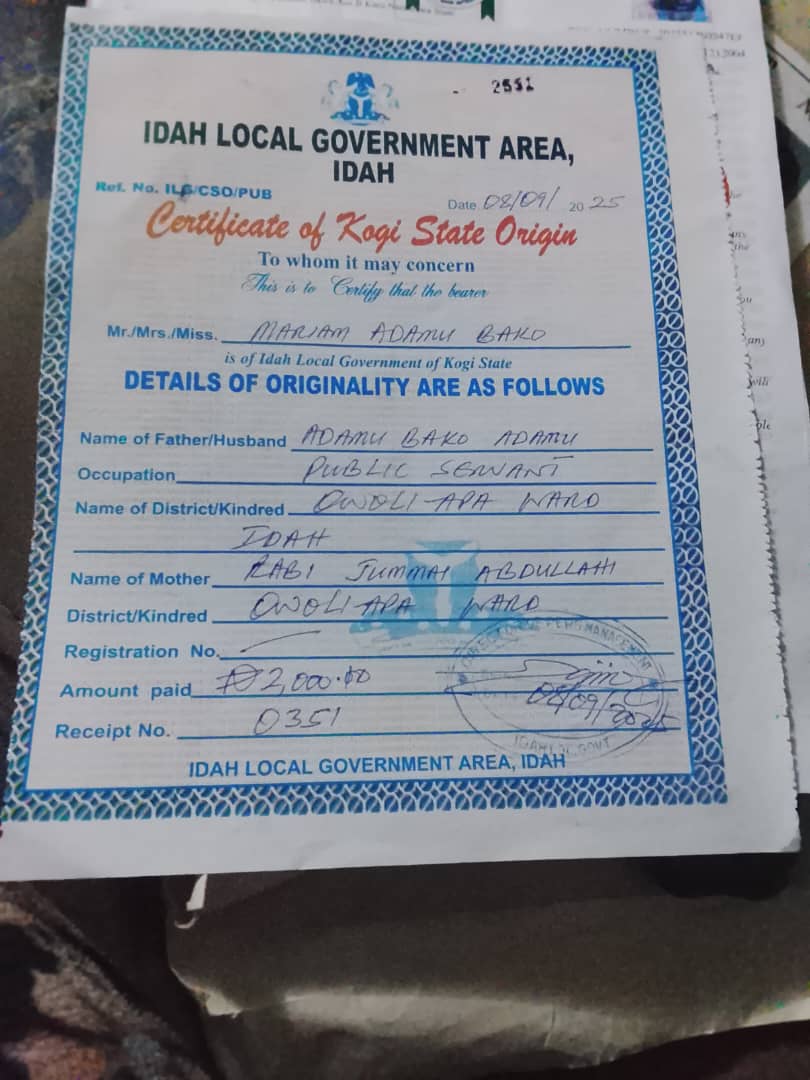 2551
IDAH LOCAL GOVERNMENT AREA,
IDAH
Ref. No. ILG/CSO/PUB
Date 08/09/ 20 25
Certificate of Kogi State Origin
To whom it may concern
This is to Certify that the bearer
Mr./Mrs./Miss. MARIAM ADAMU BAKO
is of Idah Local Government of Kogi State
DETAILS OF ORIGINALITY ARE AS FOLLOWS
Name of Father/Husband ADAMU BAKO ADAMU
Occupation PUBLIC SERVANT
Name of District/Kindred OWOLI APA WARD
IDAH
Name of Mother RABI JUMMAI ABDULLAHI
District/Kindred OWOLI APA WARD
Registration No.
Amount paid ₦2,000.00
Receipt No. 0351
MANAGEMENT
08/09/2025
IDAH LOCAL GOVERNMENT AREA, IDAH